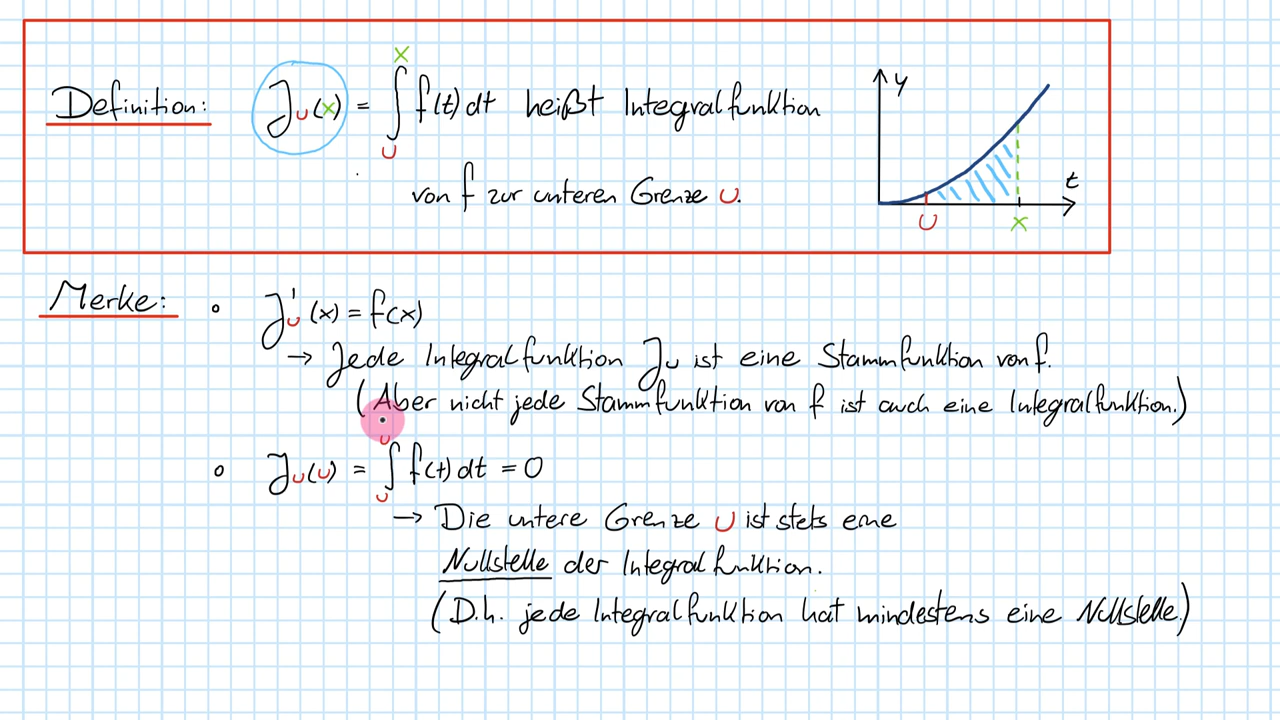 Definition: J_u(x) = ∫_u^x f(t) dt heißt Integralfunktion
von f zur unteren Grenze u.
y
t
u x
Merke: ∘ J_u'(x) = f(x)
→ Jede Integralfunktion J_u ist eine Stammfunktion von f.
(Aber nicht jede Stammfunktion von f ist auch eine Integralfunktion.)
∘ J_u(u) = ∫_u^u f(t) dt = 0
→ Die untere Grenze u ist stets eine
Nullstelle der Integralfunktion.
(D.h. jede Integralfunktion hat mindestens eine Nullstelle.)